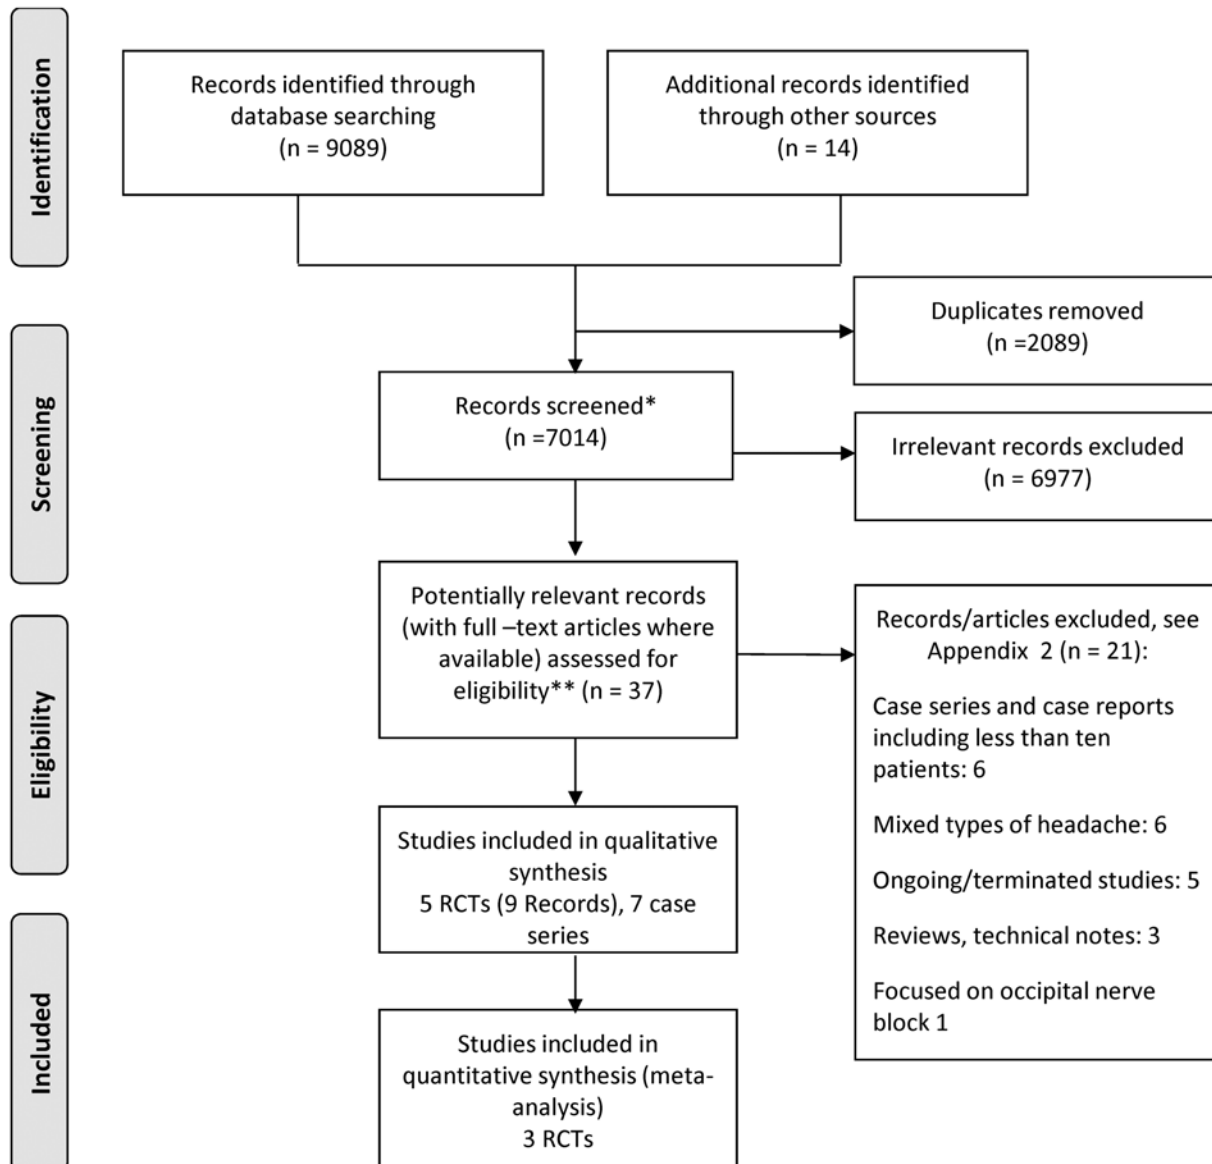 Identification
Records identified through
database searching
(n = 9089)
Additional records identified
through other sources
(n = 14)
Duplicates removed
(n =2089)
Screening
Records screened*
(n =7014)
Irrelevant records excluded
(n = 6977)
Eligibility
Potentially relevant records
(with full –text articles where
available) assessed for
eligibility** (n = 37)
Records/articles excluded, see
Appendix 2 (n = 21):
Case series and case reports
including less than ten
patients: 6
Mixed types of headache: 6
Ongoing/terminated studies: 5
Reviews, technical notes: 3
Focused on occipital nerve
block 1
Studies included in qualitative
synthesis
5 RCTs (9 Records), 7 case
series
Included
Studies included in
quantitative synthesis (meta-
analysis)
3 RCTs